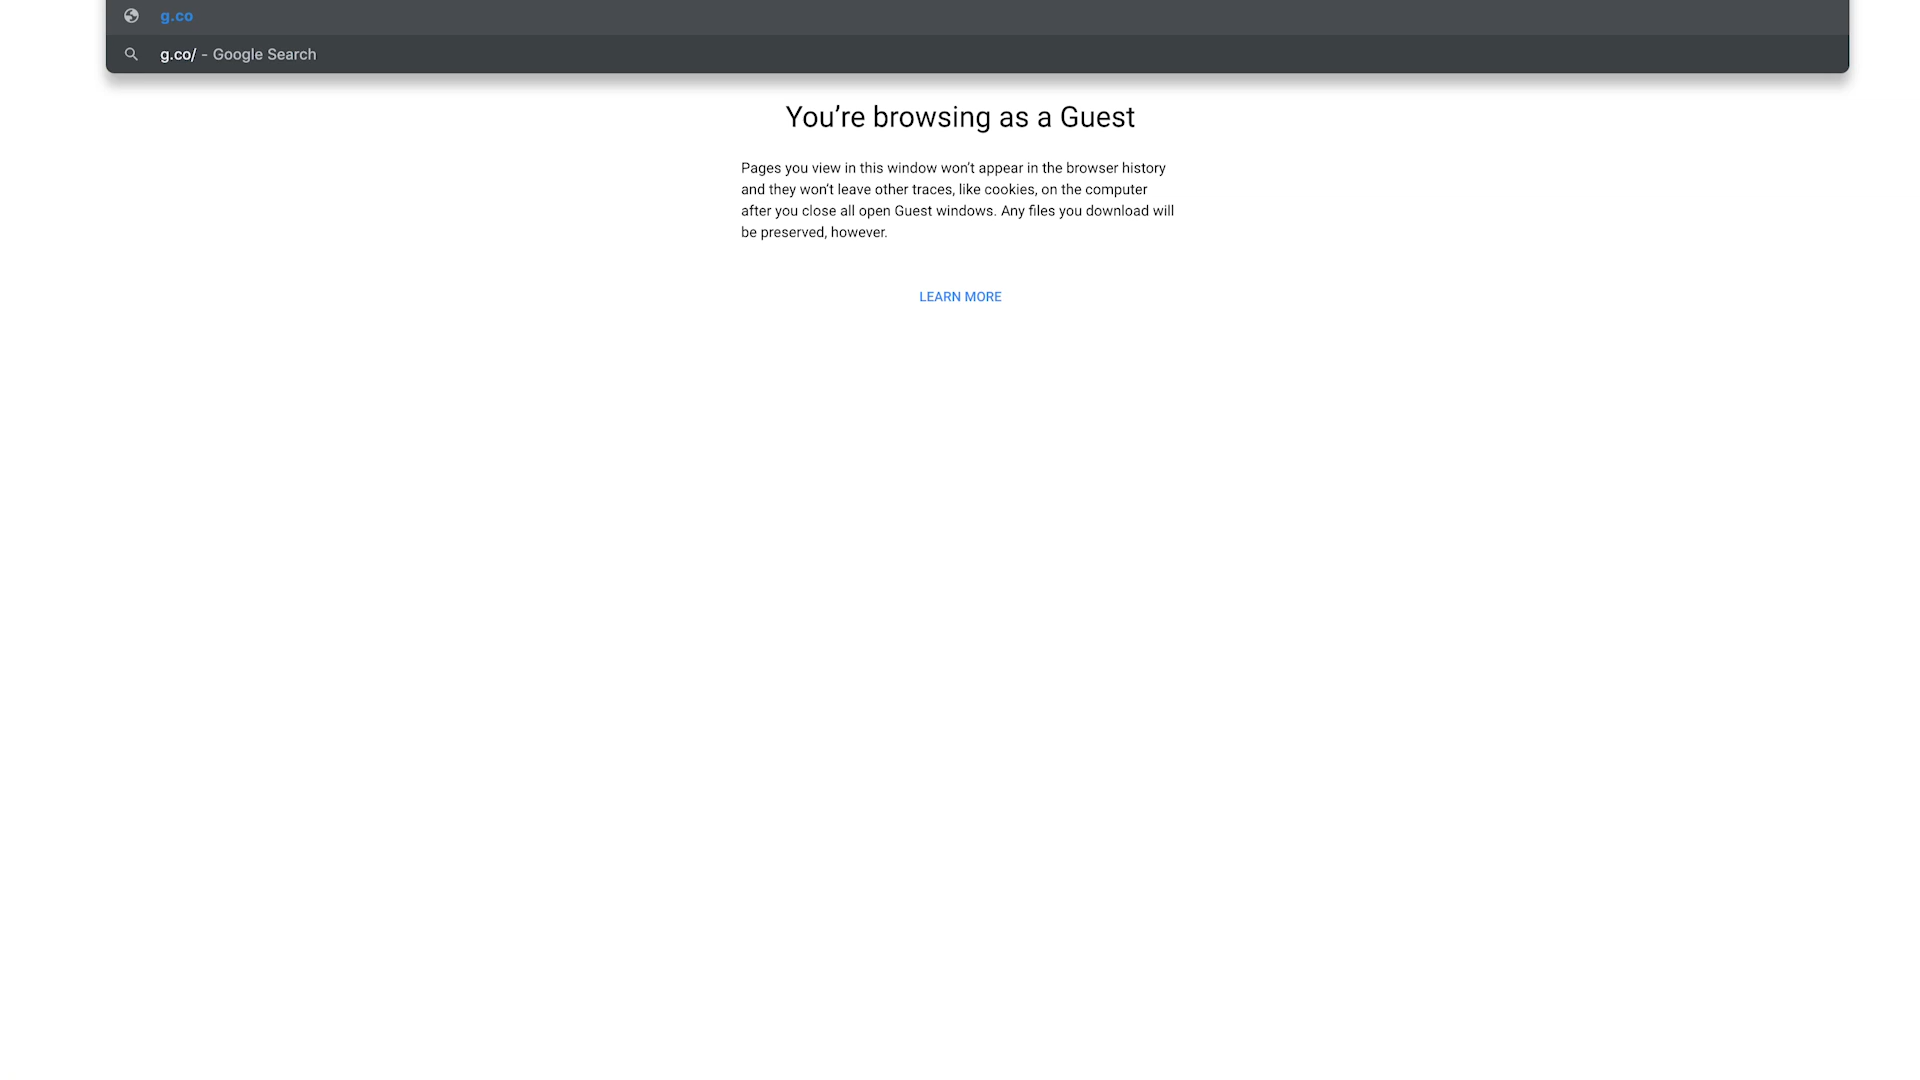 g.co
g.co/ - Google Search
You’re browsing as a Guest
Pages you view in this window won’t appear in the browser history
and they won’t leave other traces, like cookies, on the computer
after you close all open Guest windows. Any files you download will
be preserved, however.
LEARN MORE